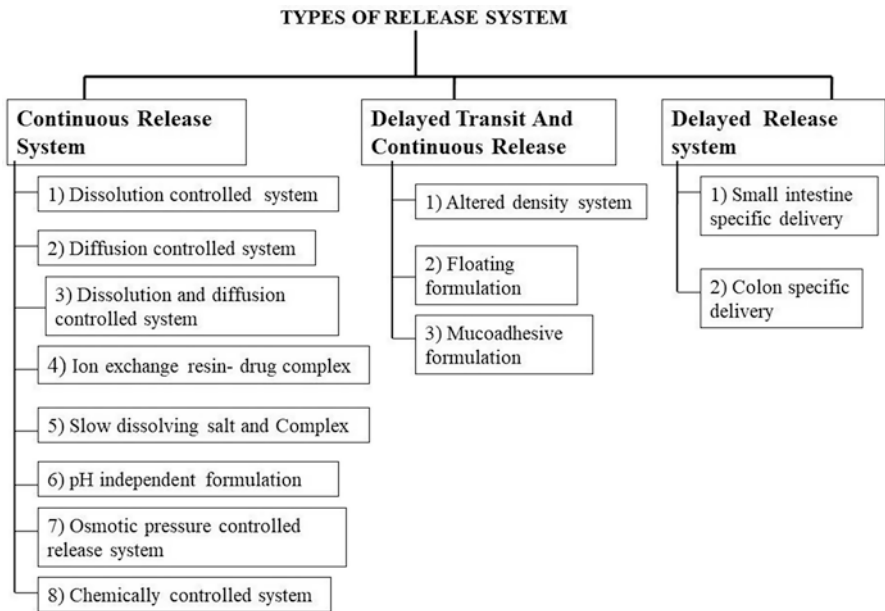 TYPES OF RELEASE SYSTEM
Continuous Release
System
1) Dissolution controlled system
2) Diffusion controlled system
3) Dissolution and diffusion
controlled system
4) Ion exchange resin- drug complex
5) Slow dissolving salt and Complex
6) pH independent formulation
7) Osmotic pressure controlled
release system
8) Chemically controlled system
Delayed Transit And
Continuous Release
1) Altered density system
2) Floating
formulation
3) Mucoadhesive
formulation
Delayed Release
system
1) Small intestine
specific delivery
2) Colon specific
delivery